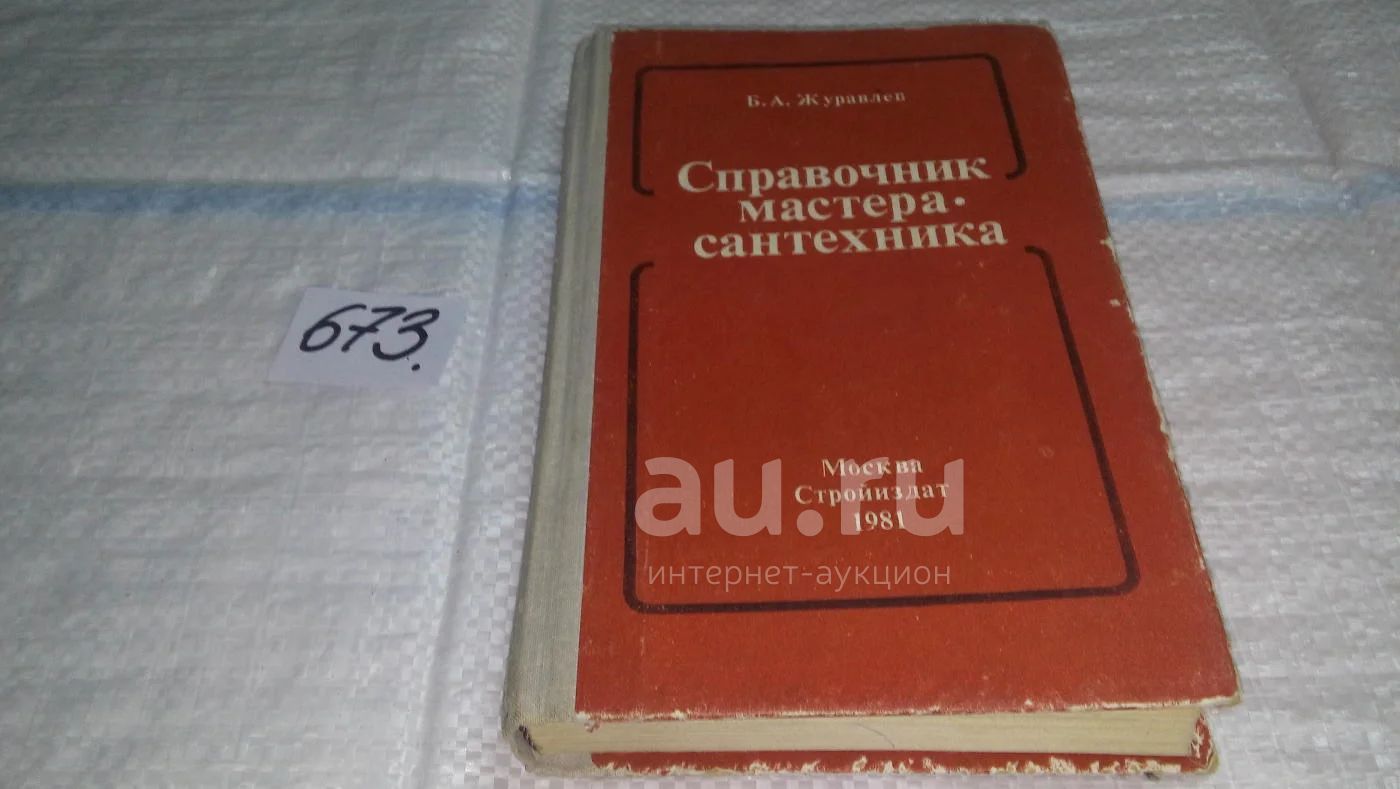 Б.А. Журавлев
Справочник
мастера-
сантехника
673.
Москва
Стройиздат
1981
au.ru
интернет-аукцион